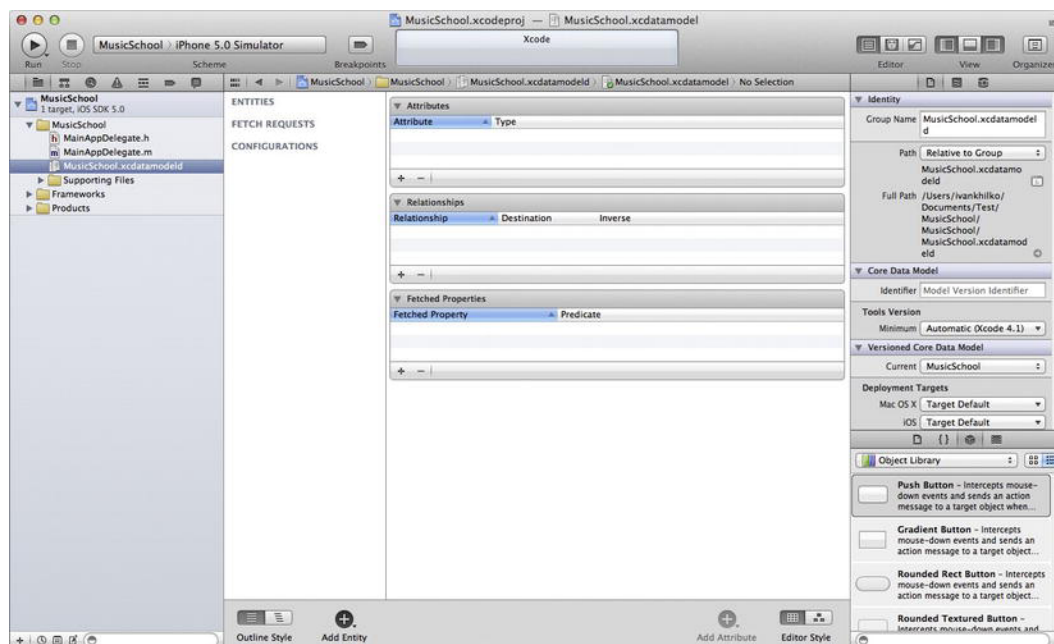 MusicSchool.xcodeproj — MusicSchool.xcdatamodel
MusicSchool iPhone 5.0 Simulator
Xcode
Run Stop Scheme Breakpoints Editor View Organizer
MusicSchool MusicSchool MusicSchool.xcdatamodeld MusicSchool.xcdatamodel No Selection
MusicSchool
1 target, iOS SDK 5.0
MusicSchool
MainAppDelegate.h
MainAppDelegate.m
MusicSchool.xcdatamodeld
Supporting Files
Frameworks
Products
ENTITIES
FETCH REQUESTS
CONFIGURATIONS
Attributes
Attribute Type
Relationships
Relationship Destination Inverse
Fetched Properties
Fetched Property Predicate
Outline Style Add Entity Add Attribute Editor Style
Identity
Group Name MusicSchool.xcdatamodel
d
Path Relative to Group
MusicSchool.xcdatamo
deld
Full Path /Users/ivankhilko/
Documents/Test/
MusicSchool/
MusicSchool/
MusicSchool.xcdatamod
eld
Core Data Model
Identifier Model Version Identifier
Tools Version
Minimum Automatic (Xcode 4.1)
Versioned Core Data Model
Current MusicSchool
Deployment Targets
Mac OS X Target Default
iOS Target Default
{}
Object Library
Push Button - Intercepts mouse-
down events and sends an action
message to a target object when...
Gradient Button - Intercepts
mouse-down events and sends an
action message to a target object...
Rounded Rect Button - Intercepts
mouse-down events and sends an
action message to a target object...
Rounded Textured Button -
Intercepts mouse-down events and